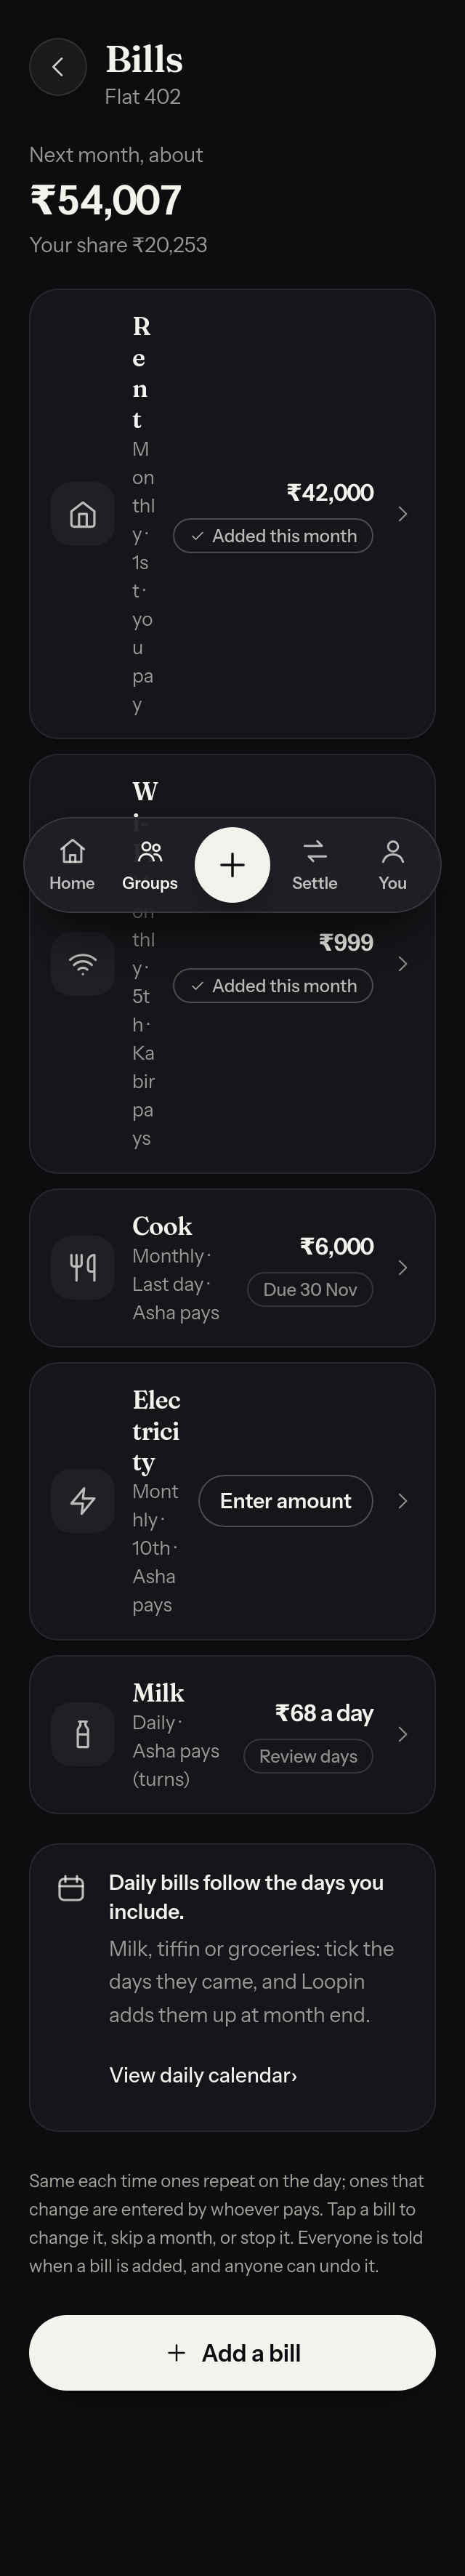 Bills
Flat 402
Next month, about
₹54,007
Your share ₹20,253
R
e
n
t
M
on
thl
y ·
1s
t ·
yo
u
pa
y
₹42,000
Added this month
W
i-
Home
Groups
Settle
You
on
thl
y ·
5t
h ·
Ka
bir
pa
ys
₹999
Added this month
Cook
Monthly ·
Last day ·
Asha pays
₹6,000
Due 30 Nov
Elec
trici
ty
Mont
hly ·
10th ·
Asha
pays
Enter amount
Milk
Daily ·
Asha pays
(turns)
₹68 a day
Review days
Daily bills follow the days you
include.
Milk, tiffin or groceries: tick the
days they came, and Loopin
adds them up at month end.
View daily calendar›
Same each time ones repeat on the day; ones that
change are entered by whoever pays. Tap a bill to
change it, skip a month, or stop it. Everyone is told
when a bill is added, and anyone can undo it.
Add a bill